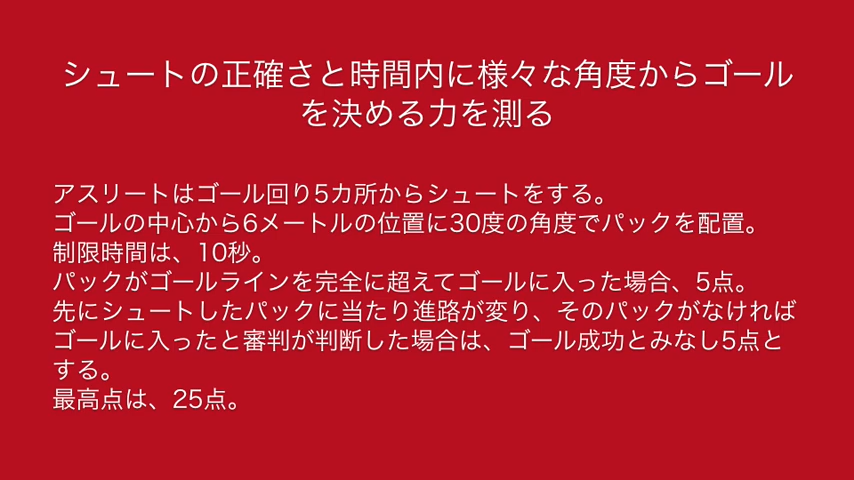 シュートの正確さと時間内に様々な角度からゴール
を決める力を測る
アスリートはゴール回り5カ所からシュートをする。
ゴールの中心から6メートルの位置に30度の角度でパックを配置。
制限時間は、10秒。
パックがゴールラインを完全に超えてゴールに入った場合、5点。
先にシュートしたパックに当たり進路が変り、そのパックがなければ
ゴールに入ったと審判が判断した場合は、ゴール成功とみなし5点と
する。
最高点は、25点。